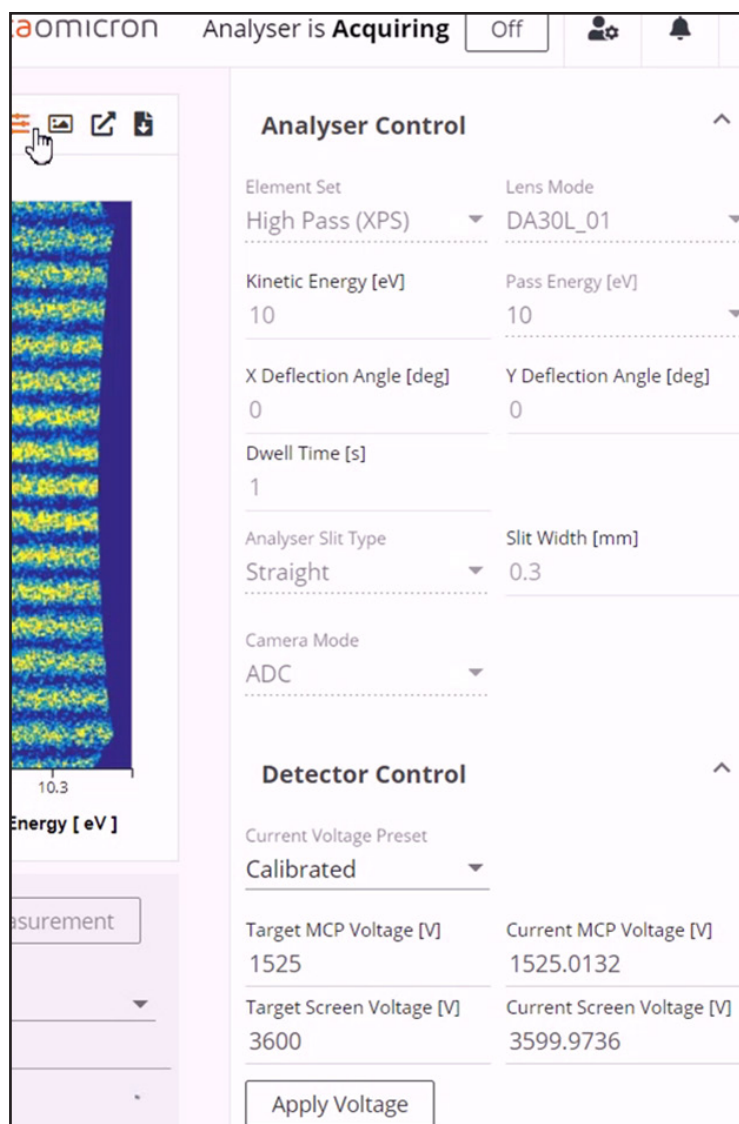 taomicron Analyser is Acquiring Off
Analyser Control
Element Set Lens Mode
High Pass (XPS) DA30L_01
Kinetic Energy [eV] Pass Energy [eV]
10 10
X Deflection Angle [deg] Y Deflection Angle [deg]
0 0
Dwell Time [s]
1
Analyser Slit Type Slit Width [mm]
Straight 0.3
Camera Mode
ADC
10.3
Energy [ eV ]
Detector Control
Current Voltage Preset
Calibrated
asurement
Target MCP Voltage [V] Current MCP Voltage [V]
1525 1525.0132
Target Screen Voltage [V] Current Screen Voltage [V]
3600 3599.9736
Apply Voltage